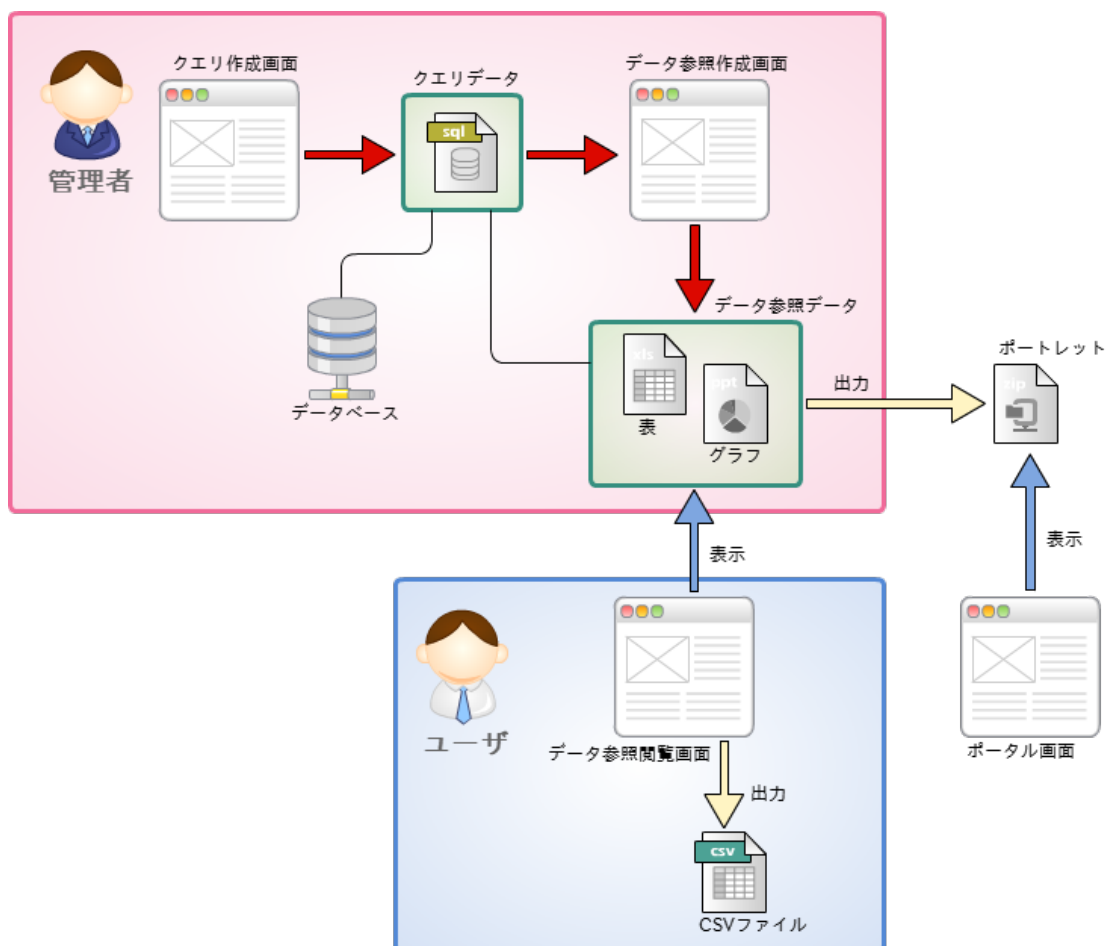 クエリ作成画面
クエリデータ
データ参照作成画面
sql
管理者
データベース
データ参照データ
xls
表
ppt
グラフ
出力
ポートレット
zip
表示
表示
ユーザ
データ参照閲覧画面
ポータル画面
出力
csv
CSVファイル